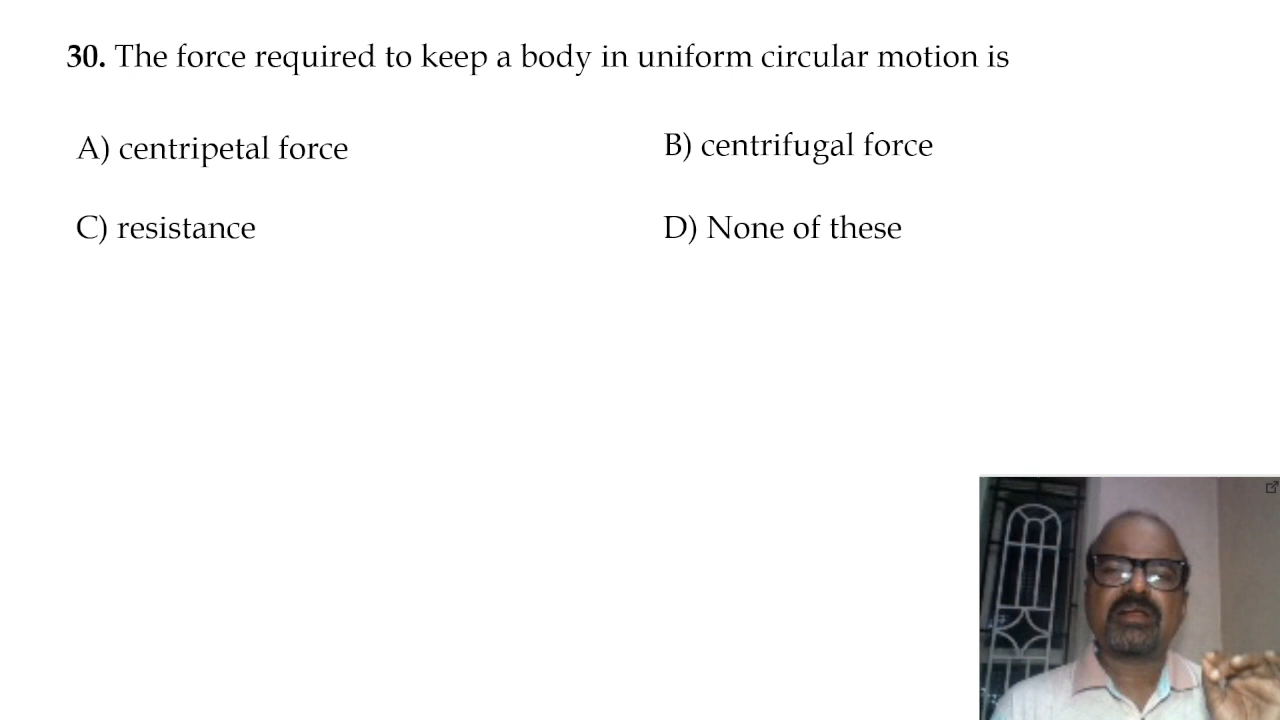 30. The force required to keep a body in uniform circular motion is
A) centripetal force
B) centrifugal force
C) resistance
D) None of these